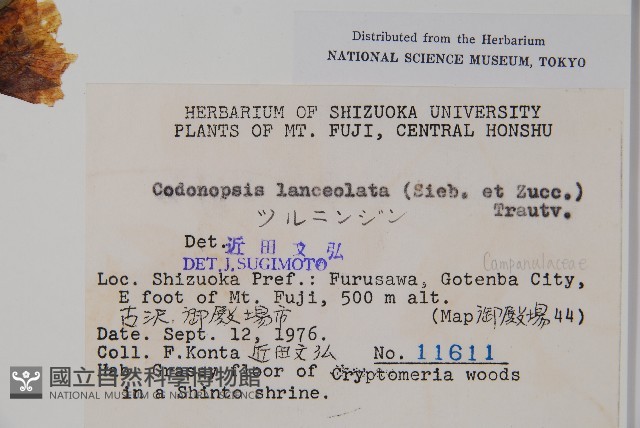 Distributed from the Herbarium
NATIONAL SCIENCE MUSEUM, TOKYO
HERBARIUM OF SHIZUOKA UNIVERSITY
PLANTS OF MT. FUJI, CENTRAL HONSHU
Codonopsis lanceolata (Sieb. et Zucc.)
Trautv.
ツルニンジン
Det. 近田文弘
DET. J. SUGIMOTO
Campanulaceae
Loc. Shizuoka Pref.: Furusawa, Gotenba City,
E foot of Mt. Fuji, 500 m alt.
古沢 御殿場市 (Map 御殿場44)
Date. Sept. 12, 1976.
Coll. F.Konta 近田文弘 No. 11611
Hab. Grassy floor of Cryptomeria woods
in a Shinto shrine.
國立自然科學博物館
NATIONAL MUSEUM OF NATURAL SCIENCE